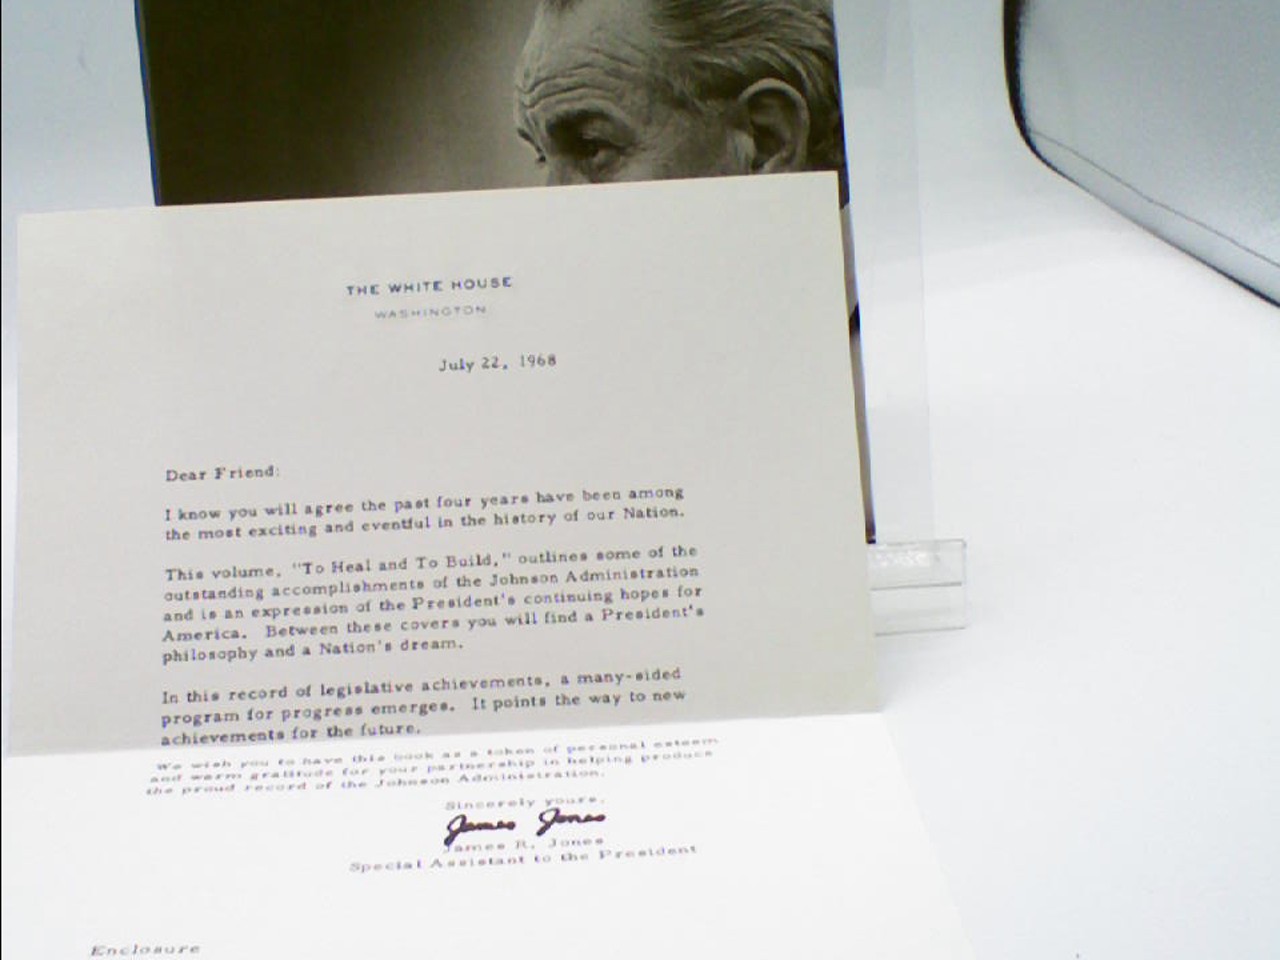 THE WHITE HOUSE
WASHINGTON
July 22, 1968
Dear Friend:
I know you will agree the past four years have been among
the most exciting and eventful in the history of our Nation.
This volume, "To Heal and To Build," outlines some of the
outstanding accomplishments of the Johnson Administration
and is an expression of the President's continuing hopes for
America. Between these covers you will find a President's
philosophy and a Nation's dream.
In this record of legislative achievements, a many-sided
program for progress emerges. It points the way to new
achievements for the future.
We wish you to have this book as a token of personal esteem
and warm gratitude for your partnership in helping produce
the proud record of the Johnson Administration.
Sincerely yours,
James Jones
James R. Jones
Special Assistant to the President
Enclosure